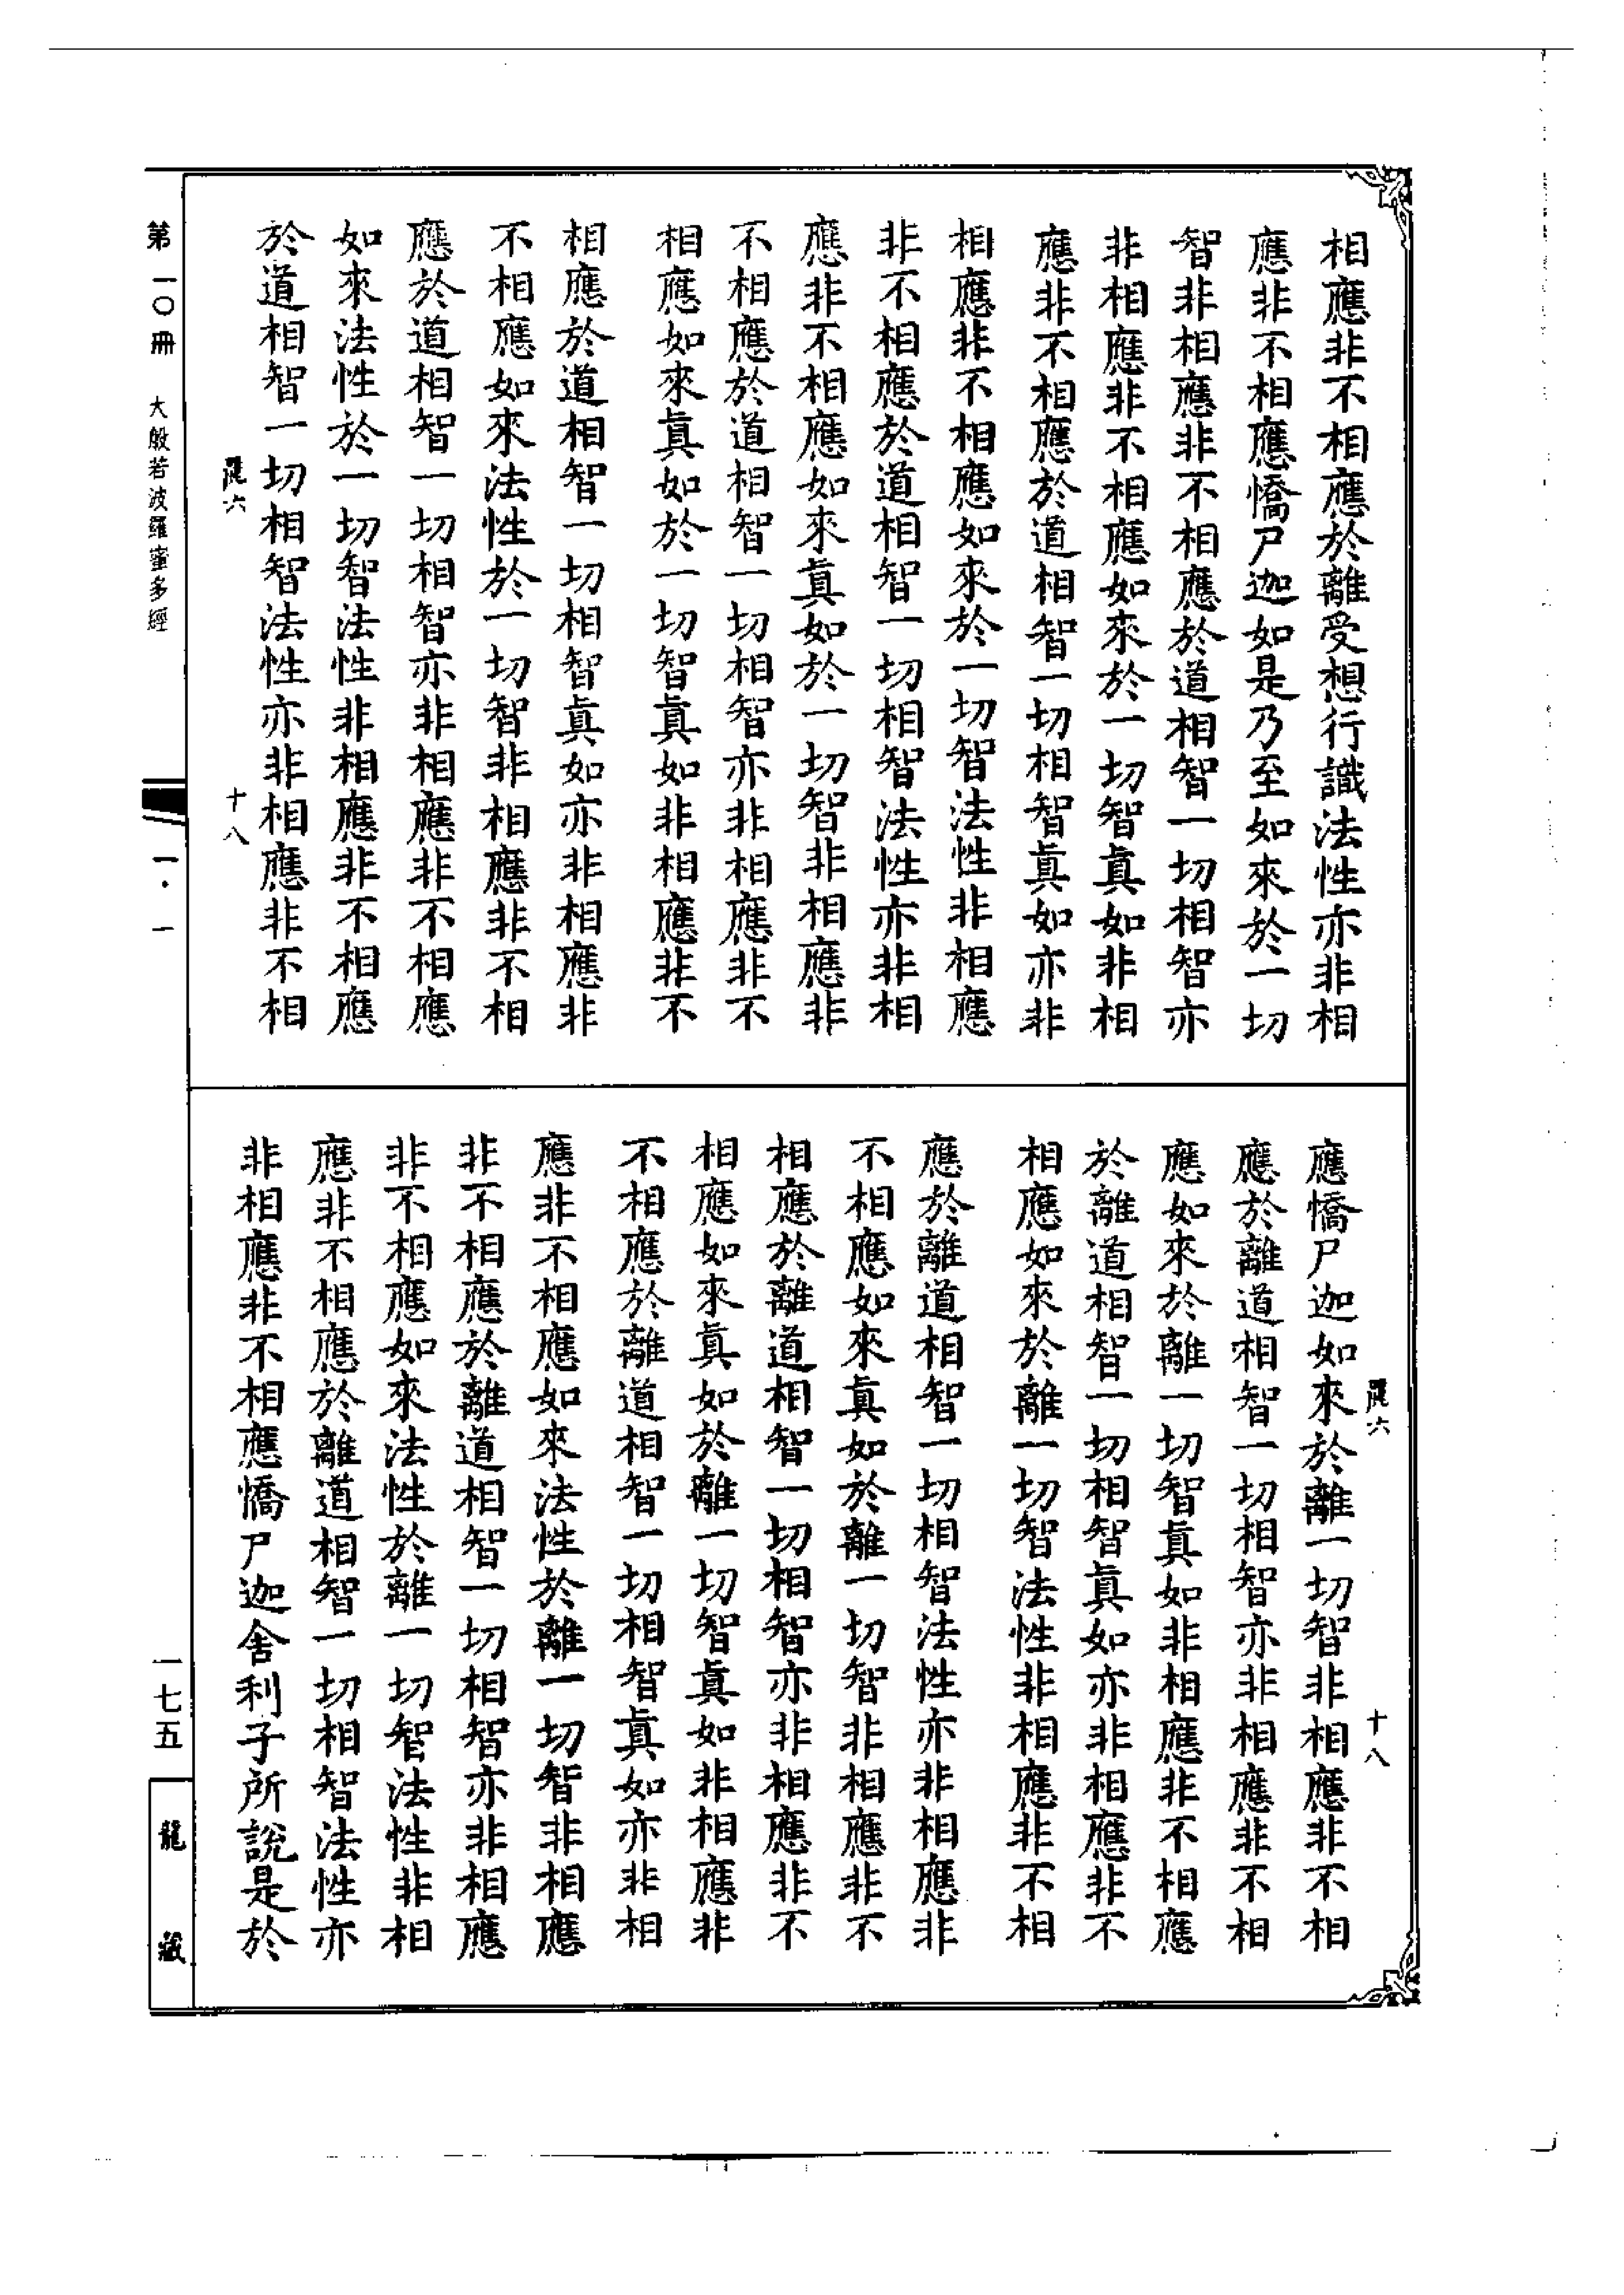 相應非不相應於離受想行識法性亦非相
應非不相應憍尸迦如是乃至如來於一切
智非相應非不相應於道相智一切相智亦
非相應非不相應如來於一切智真如非相
應非不相應於道相智一切相智真如亦非
相應非不相應如來於一切智法性非相應
非不相應於道相智一切相智法性亦非相
應非不相應如來真如於一切智非相應非
不相應於道相智一切相智亦非相應非不
相應如來真如於一切智真如非相應非不
相應於道相智一切相智真如亦非相應非
不相應如來法性於一切智非相應非不相
應於道相智一切相智亦非相應非不相應
如來法性於一切智法性非相應非不相應
於道相智一切相智法性亦非相應非不相
六 十八
應憍尸迦如來於離一切智非相應非不相
應於離道相智一切相智亦非相應非不相
應如來於離一切智真如非相應非不相應
於離道相智一切相智真如亦非相應非不
相應如來於離一切智法性非相應非不相
應於離道相智一切相智法性亦非相應非
不相應如來真如於離一切智非相應非不
相應於離道相智一切相智亦非相應非不
相應如來真如於離一切智真如非相應非
不相應於離道相智一切相智真如亦非相
應非不相應如來法性於離一切智非相應
非不相應於離道相智一切相智亦非相應
非不相應如來法性於離一切智法性非相
應非不相應於離道相智一切相智法性亦
非相應非不相應憍尸迦舍利子所說是於
六 十八
第一〇冊 大般若波羅蜜多經
一·一
一七五
龍藏